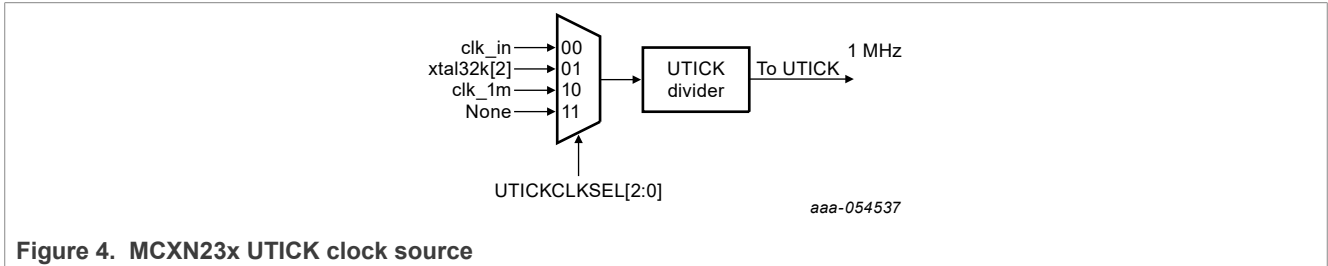 clk_in 00
xtal32k[2] 01
clk_1m 10
None 11
UTICK
divider
To UTICK
1 MHz
UTICKCLKSEL[2:0]
aaa-054537
Figure 4. MCXN23x UTICK clock source